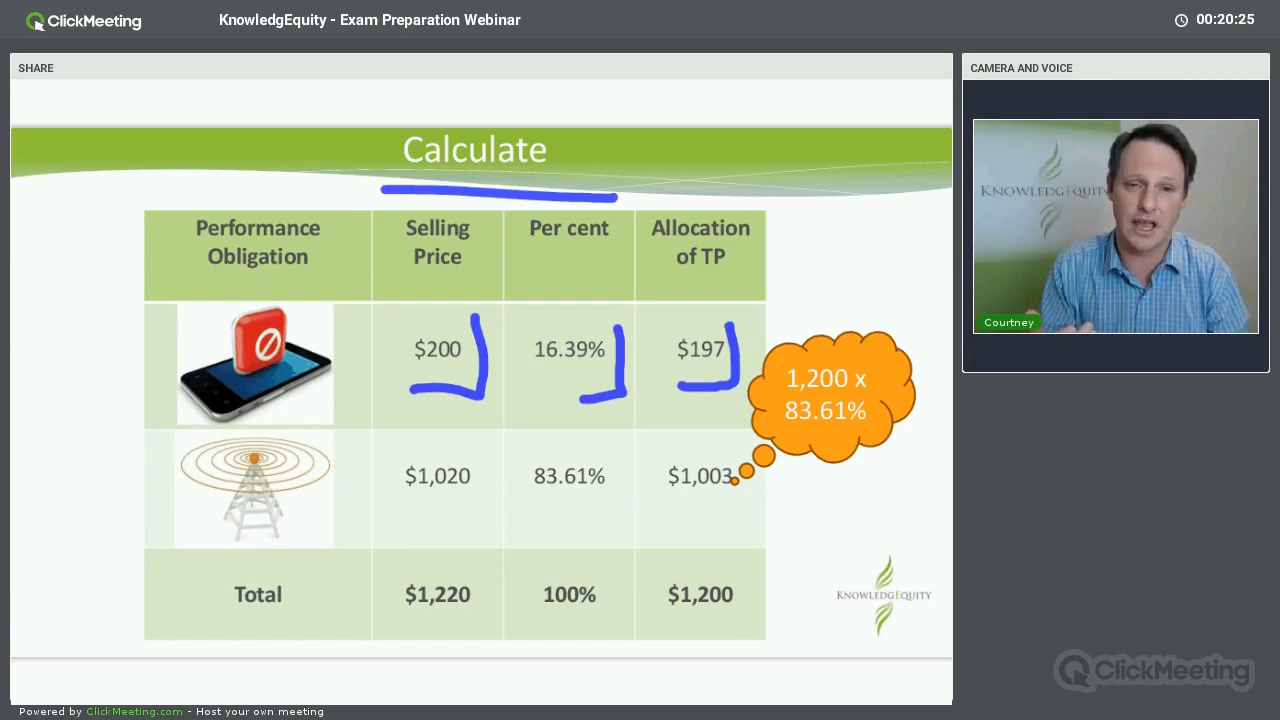 ClickMeeting
KnowledgEquity - Exam Preparation Webinar
00:20:25
SHARE
CAMERA AND VOICE
Calculate
Performance Obligation
Selling Price
Per cent
Allocation of TP
$200
16.39%
$197
1,200 x
83.61%
$1,020
83.61%
$1,003
Total
$1,220
100%
$1,200
KNOWLEDGEQUITY
KNOWLEDGEQUITY
Courtney
ClickMeeting
Powered by ClickMeeting.com - Host your own meeting